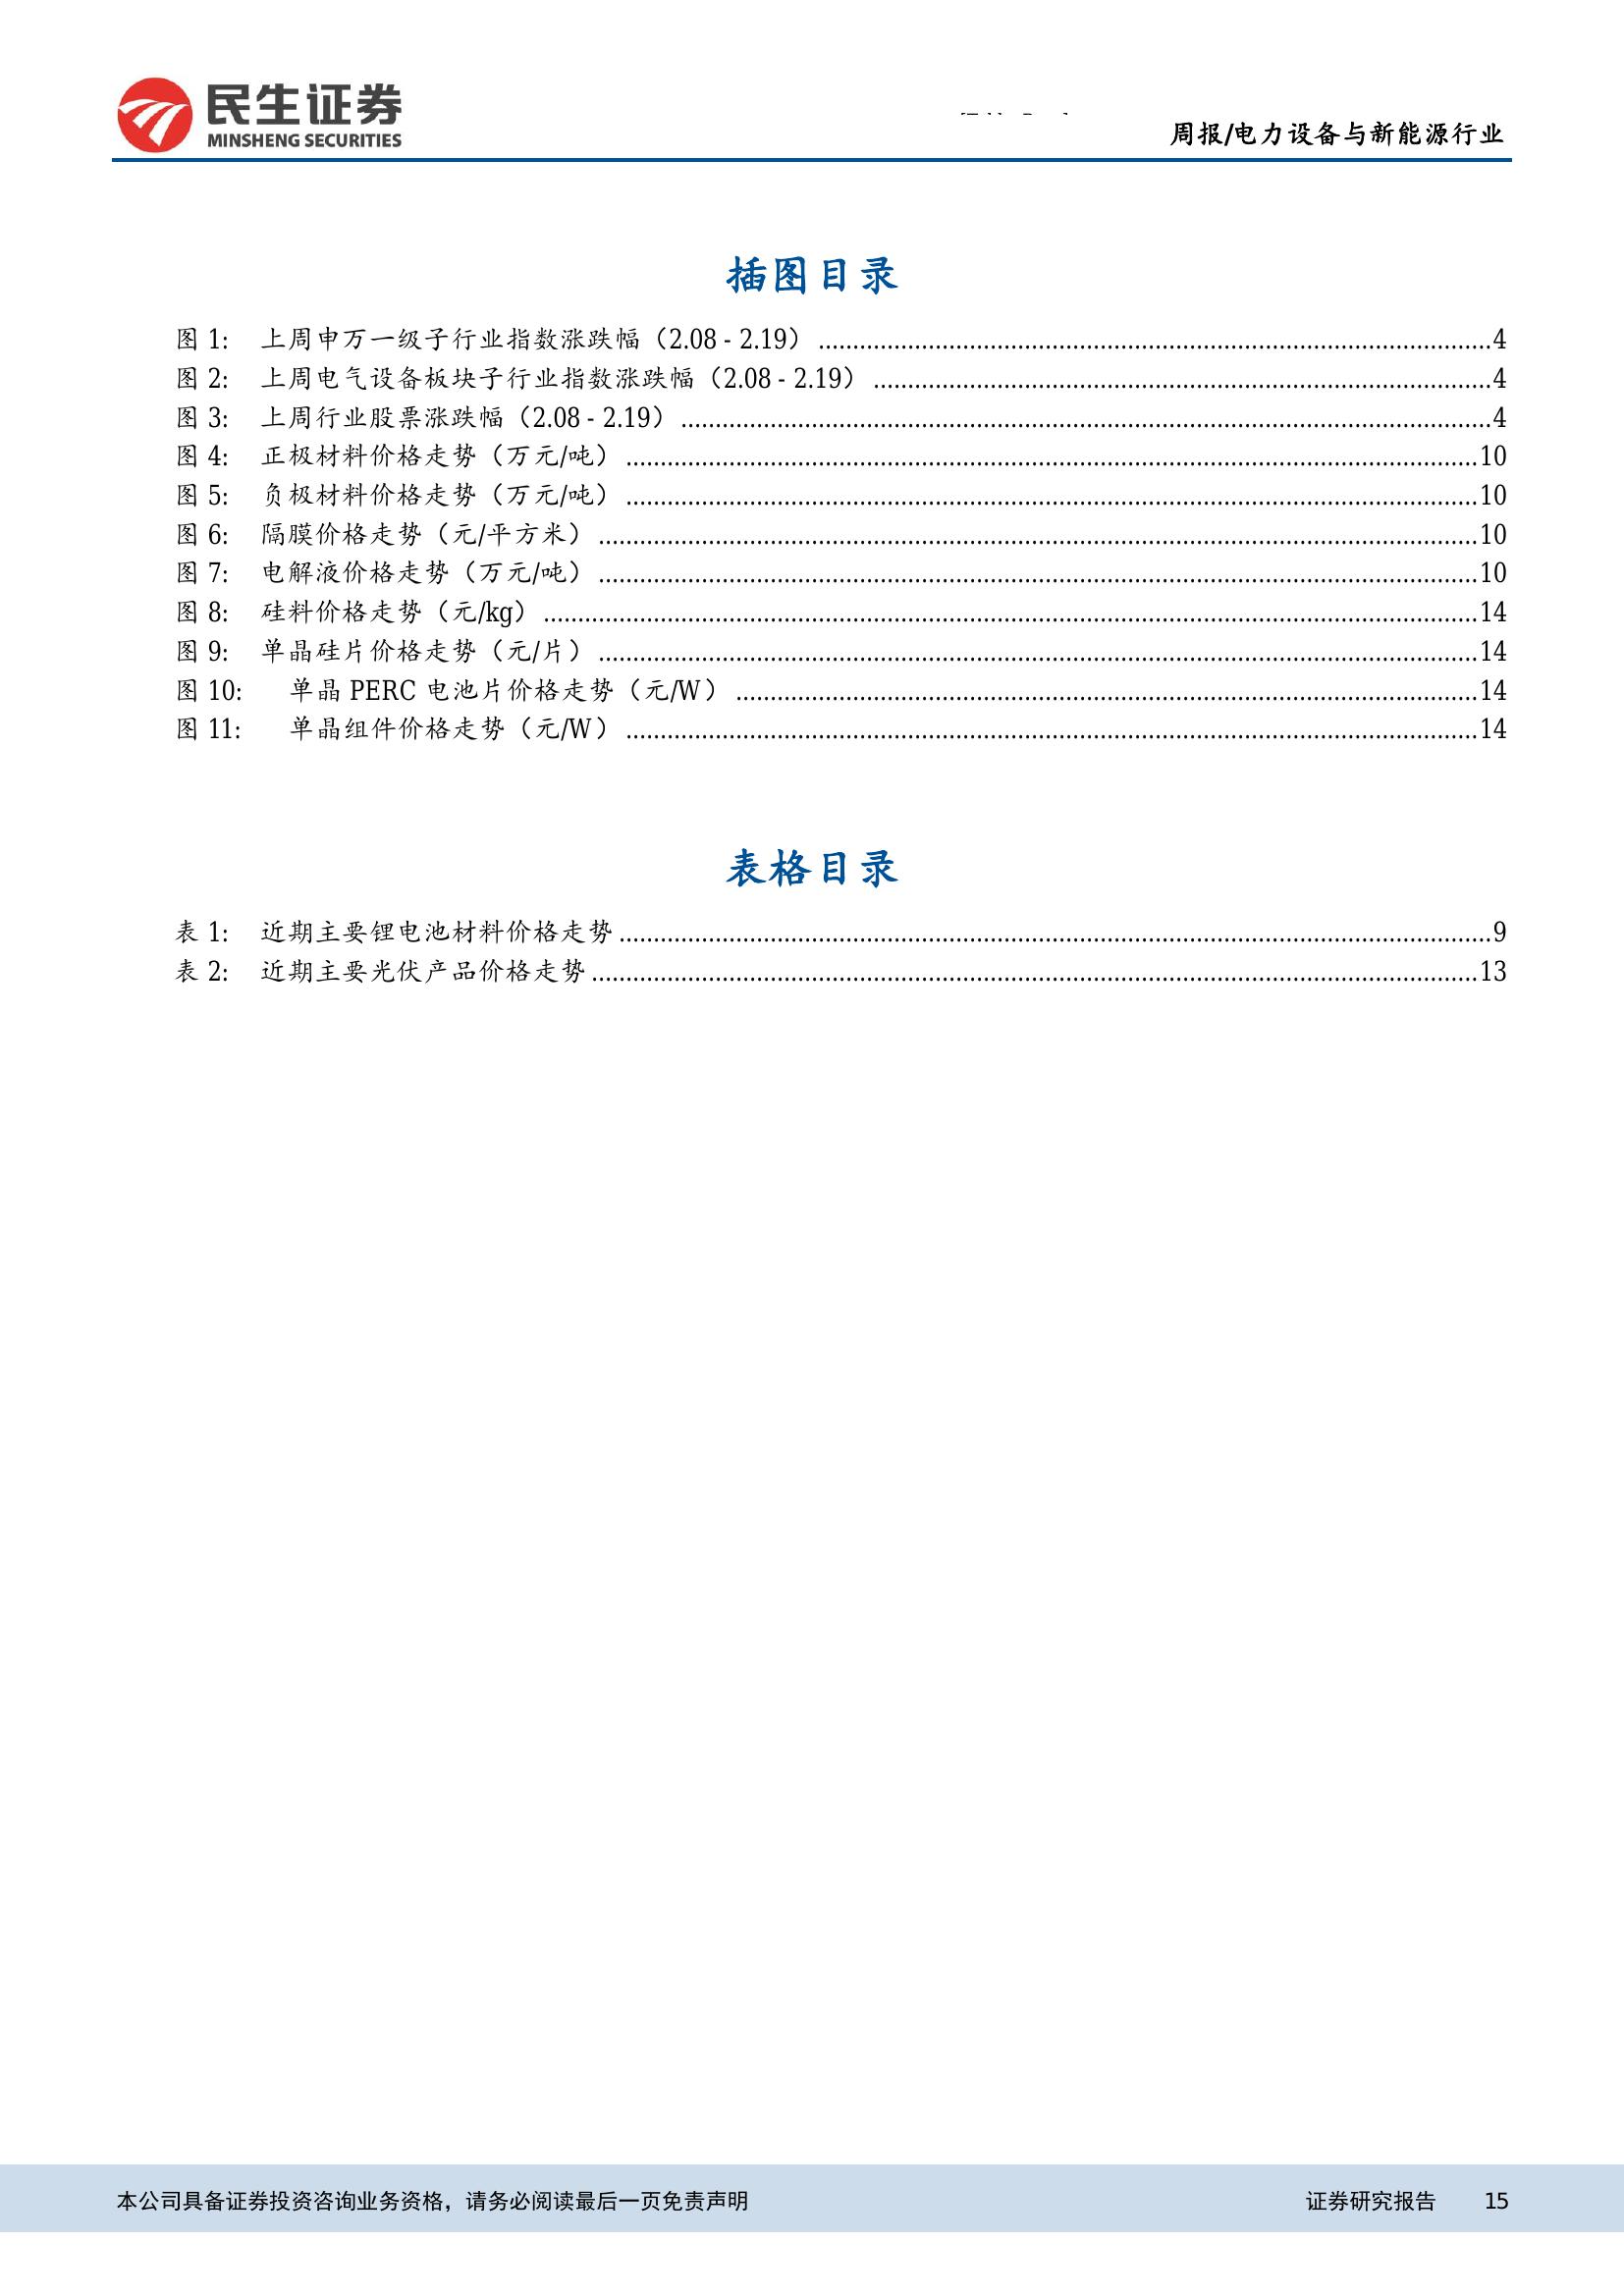 民生证券
MINSHENG SECURITIES
周报/电力设备与新能源行业
插图目录
图 1: 上周申万一级子行业指数涨跌幅（2.08 - 2.19）4
图 2: 上周电气设备板块子行业指数涨跌幅（2.08 - 2.19）4
图 3: 上周行业股票涨跌幅（2.08 - 2.19）4
图 4: 正极材料价格走势（万元/吨）10
图 5: 负极材料价格走势（万元/吨）10
图 6: 隔膜价格走势（元/平方米）10
图 7: 电解液价格走势（万元/吨）10
图 8: 硅料价格走势（元/kg）14
图 9: 单晶硅片价格走势（元/片）14
图 10: 单晶 PERC 电池片价格走势（元/W）14
图 11: 单晶组件价格走势（元/W）14
表格目录
表 1: 近期主要锂电池材料价格走势 9
表 2: 近期主要光伏产品价格走势 13
本公司具备证券投资咨询业务资格，请务必阅读最后一页免责声明 证券研究报告 15